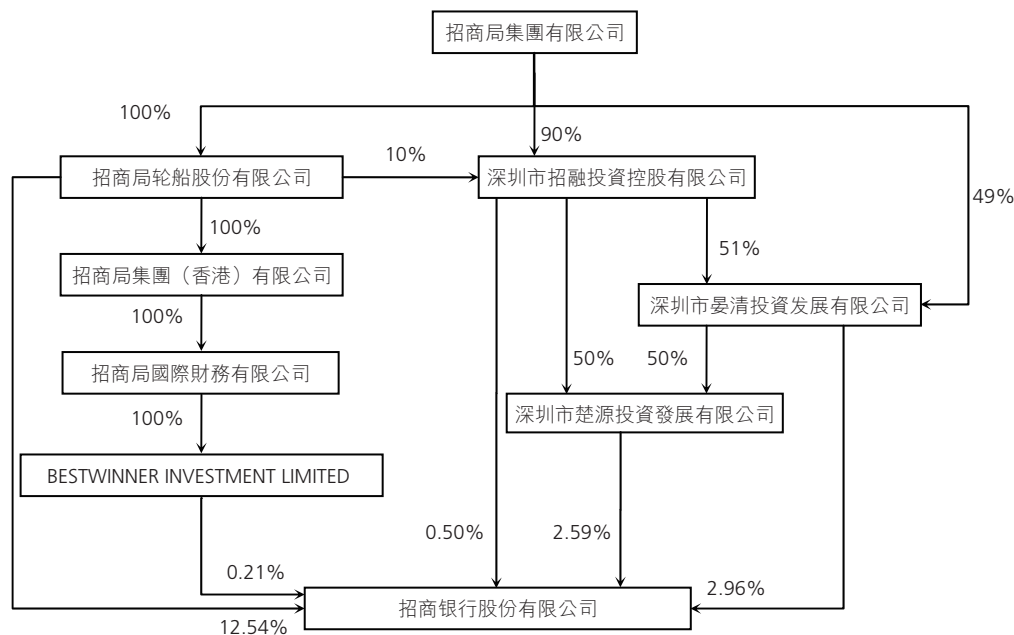 招商局集團有限公司
100%
90%
招商局轮船股份有限公司
10%
深圳市招融投資控股有限公司
49%
100%
51%
招商局集團（香港）有限公司
深圳市晏清投資发展有限公司
100%
招商局國際財務有限公司
50%
50%
100%
深圳市楚源投資發展有限公司
BESTWINNER INVESTMENT LIMITED
0.50%
2.59%
0.21%
2.96%
招商银行股份有限公司
12.54%